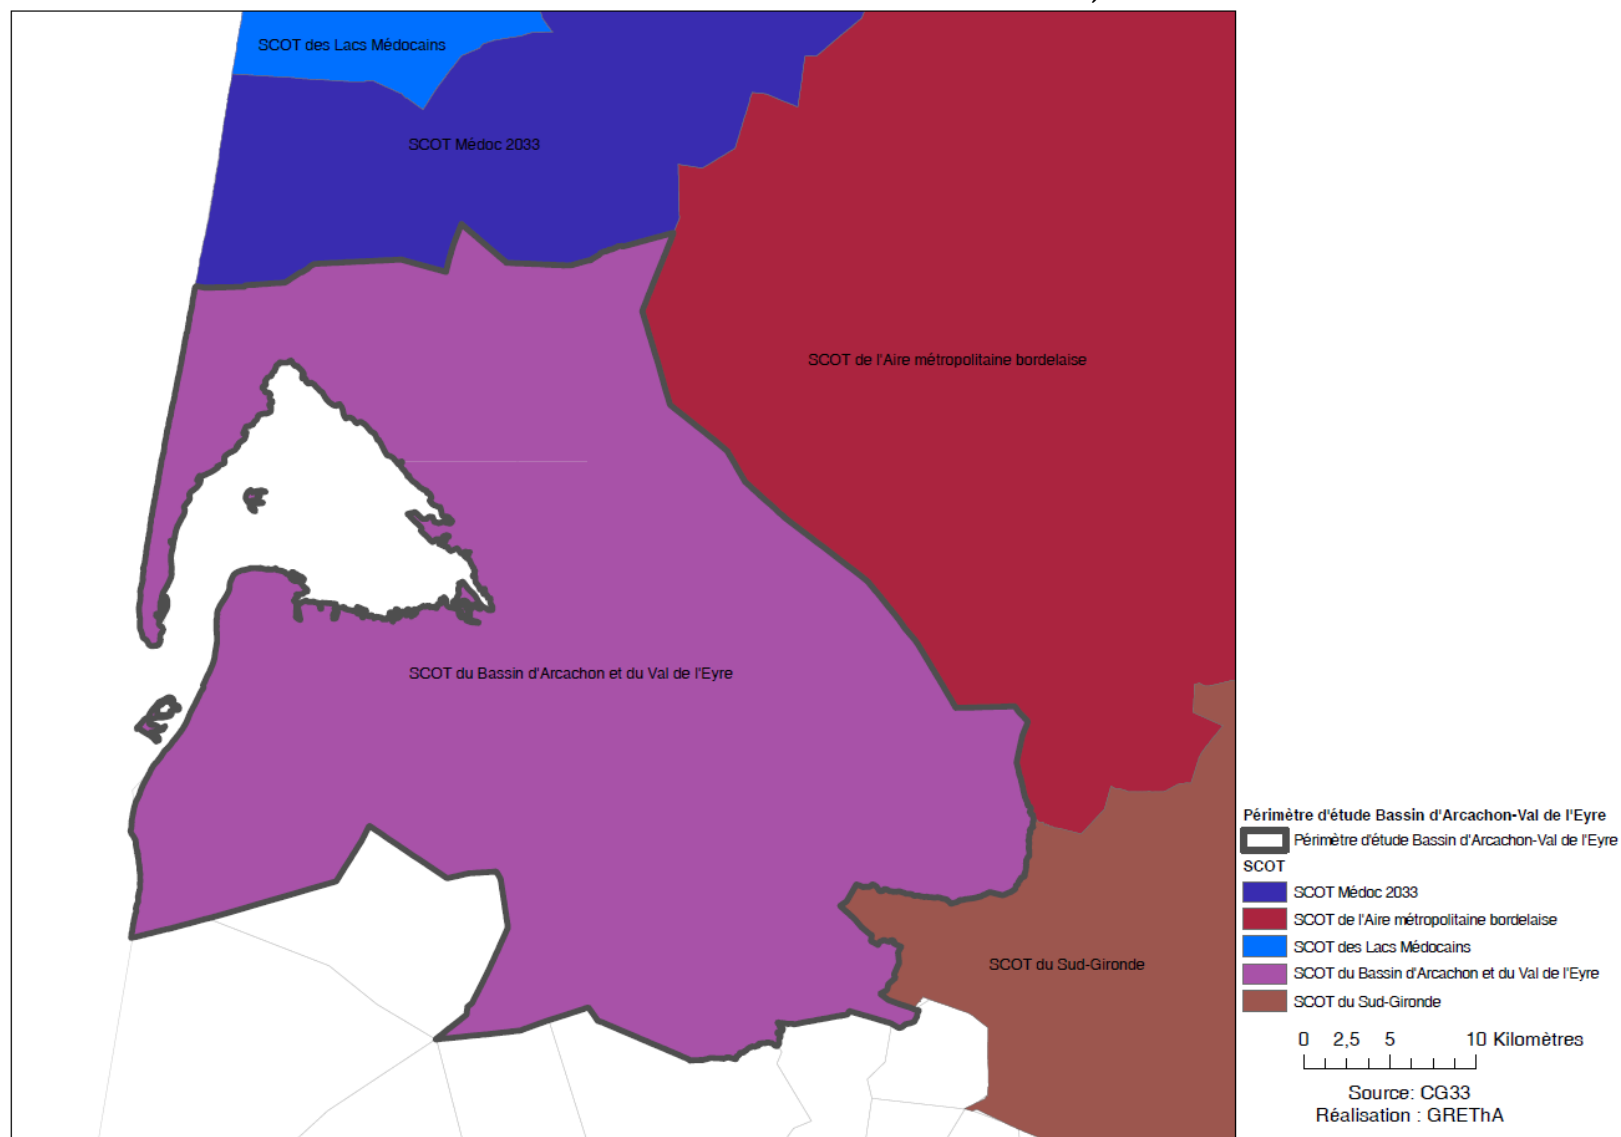 SCOT des Lacs Médocains
SCOT Médoc 2033
SCOT de l'Aire métropolitaine bordelaise
SCOT du Bassin d'Arcachon et du Val de l'Eyre
SCOT du Sud-Gironde
Périmètre d'étude Bassin d'Arcachon-Val de l'Eyre
Périmètre d'étude Bassin d'Arcachon-Val de l'Eyre
SCOT
SCOT Médoc 2033
SCOT de l'Aire métropolitaine bordelaise
SCOT des Lacs Médocains
SCOT du Bassin d'Arcachon et du Val de l'Eyre
SCOT du Sud-Gironde
0 2,5 5 10 Kilomètres
Source: CG33
Réalisation : GREThA